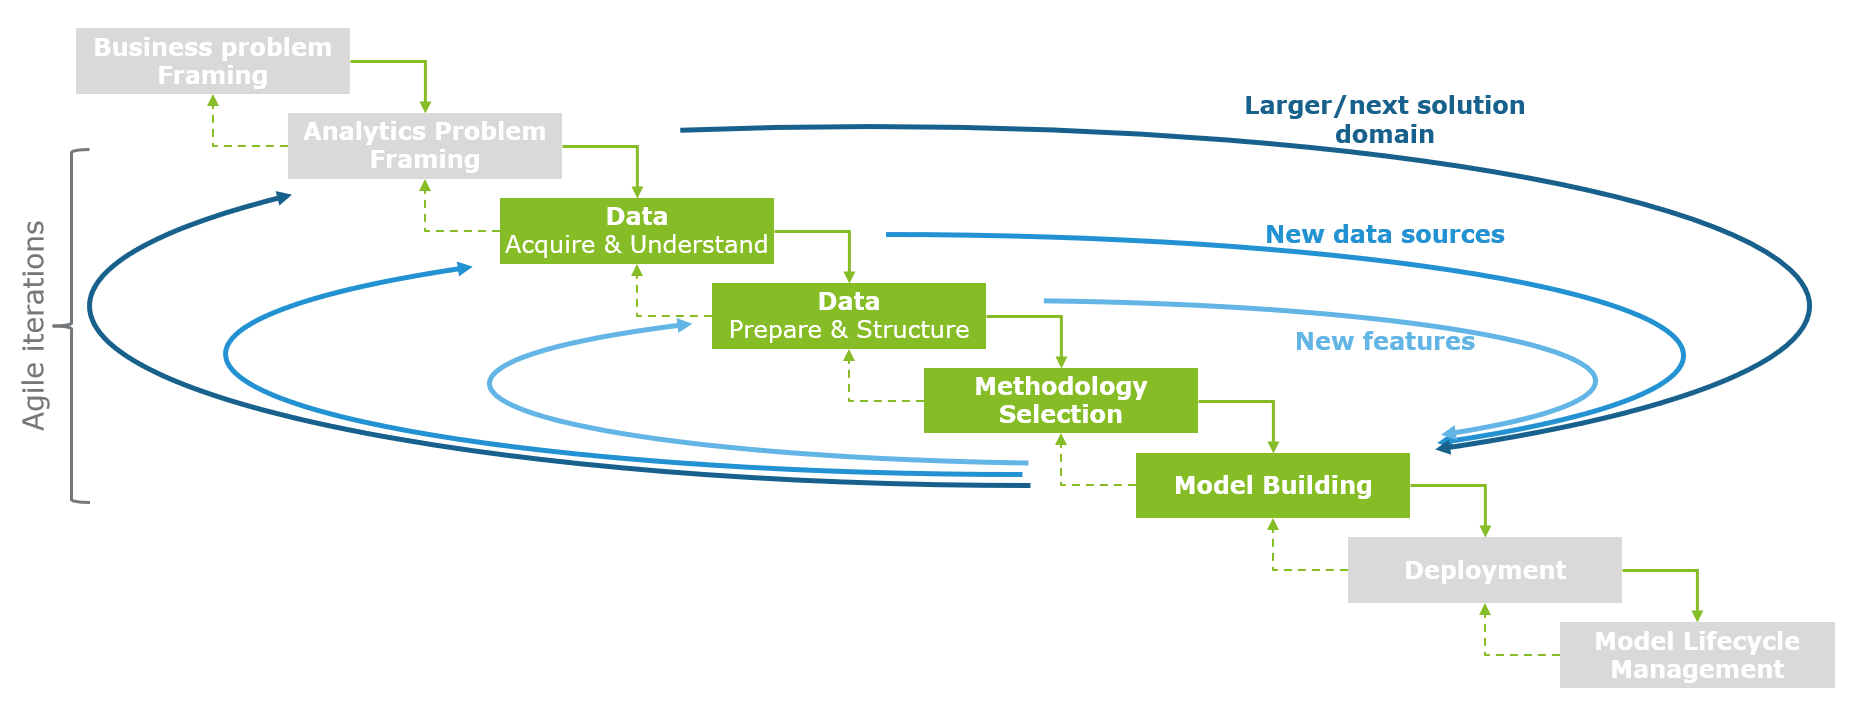 Business problem
Framing
Analytics Problem
Framing
Larger/next solution
domain
Data
Acquire & Understand
New data sources
Data
Prepare & Structure
New features
Agile iterations
Methodology
Selection
Model Building
Deployment
Model Lifecycle
Management